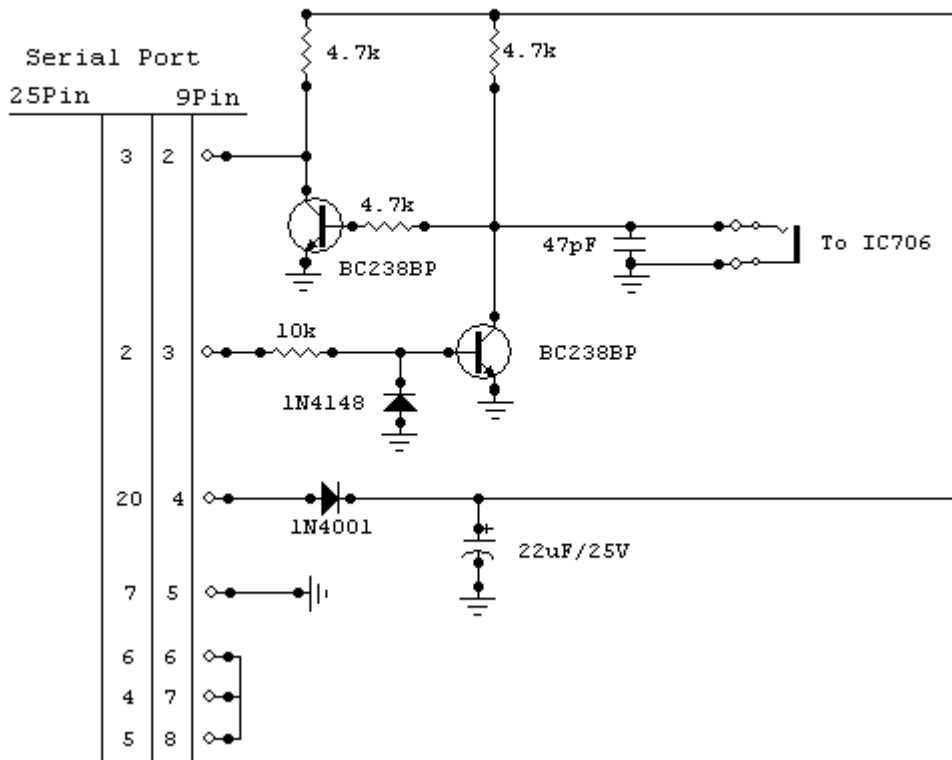 4.7k
4.7k
Serial Port
25Pin 9Pin
3 2
4.7k
47pF
To IC706
BC238BP
10k
2 3
BC238BP
1N4148
20 4
1N4001
+
22uF/25V
7 5
6 6
4 7
5 8